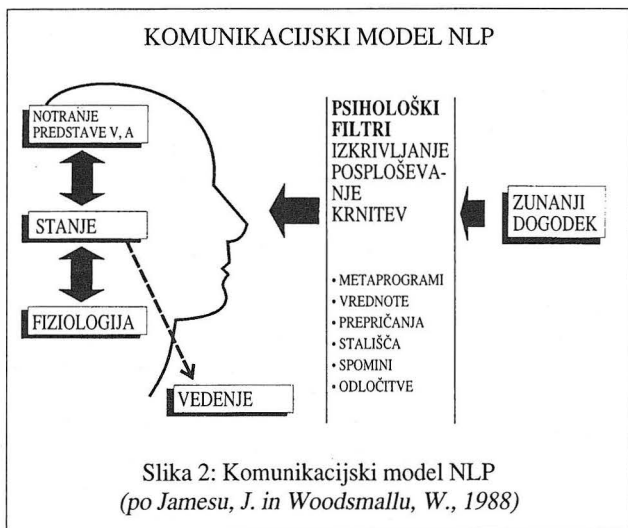 KOMUNIKACIJSKI MODEL NLP
NOTRANJE
PREDSTAVE V, A
STANJE
FIZIOLOGIJA
VEDENJE
PSIHOLOŠKI
FILTRI
IZKRIVLJANJE
POSPLOŠEVA-
NJE
KRNITEV
• METAPROGRAMI
• VREDNOTE
• PREPRIČANJA
• STALIŠČA
• SPOMINI
• ODLOČITVE
ZUNANJI
DOGODEK
Slika 2: Komunikacijski model NLP
(po Jamesu, J. in Woodsmallu, W., 1988)